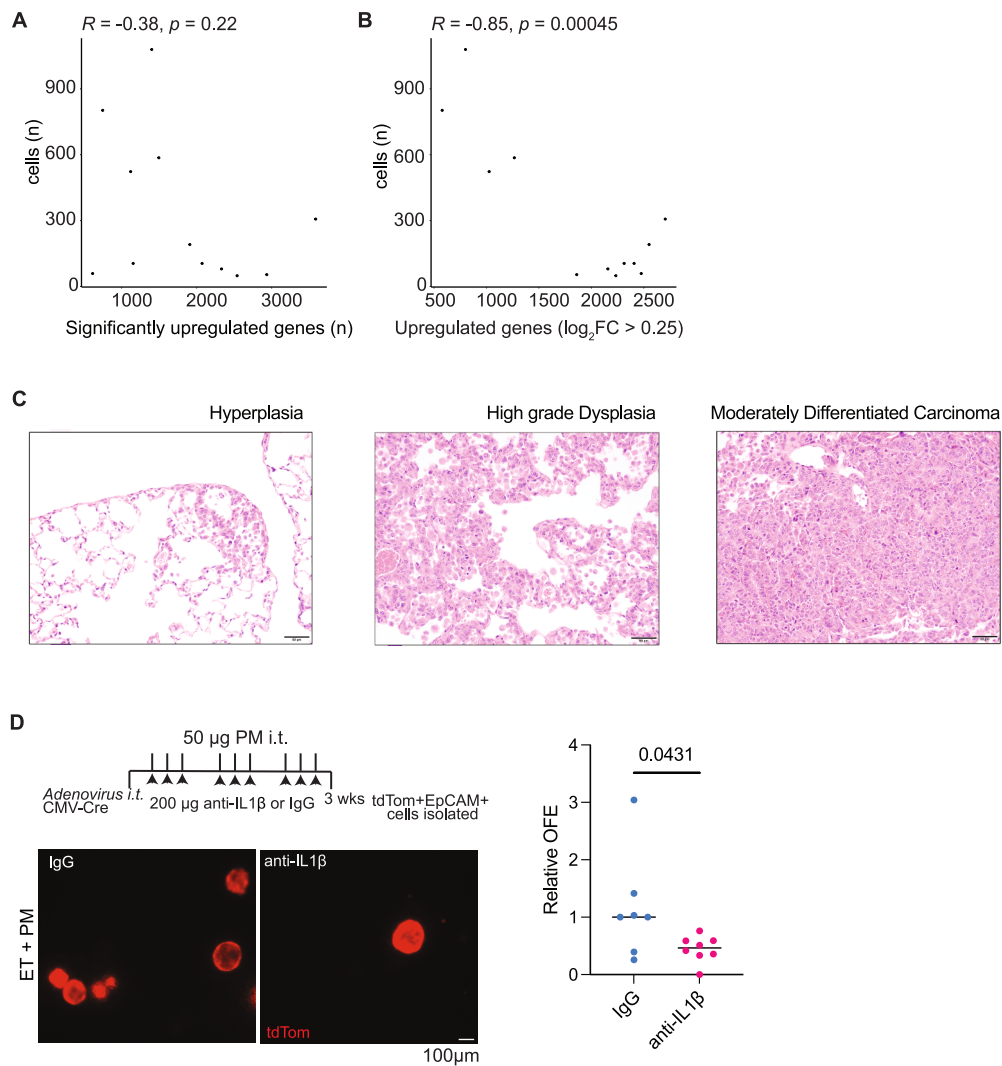 A
R = -0.38, p = 0.22
cells (n)
900
600
300
0
1000
2000
3000
Significantly upregulated genes (n)
B
R = -0.85, p = 0.00045
cells (n)
900
600
300
0
500
1000
1500
2000
2500
Upregulated genes (log₂FC > 0.25)
C
Hyperplasia
High grade Dysplasia
Moderately Differentiated Carcinoma
D
50 µg PM i.t.
Adenovirus i.t.
CMV-Cre
200 µg anti-IL1β or IgG
3 wks
tdTom+EpCAM+
cells isolated
ET + PM
IgG
anti-IL1β
tdTom
100µm
Relative OFE
4
3
2
1
0
0.0431
IgG
anti-IL1β